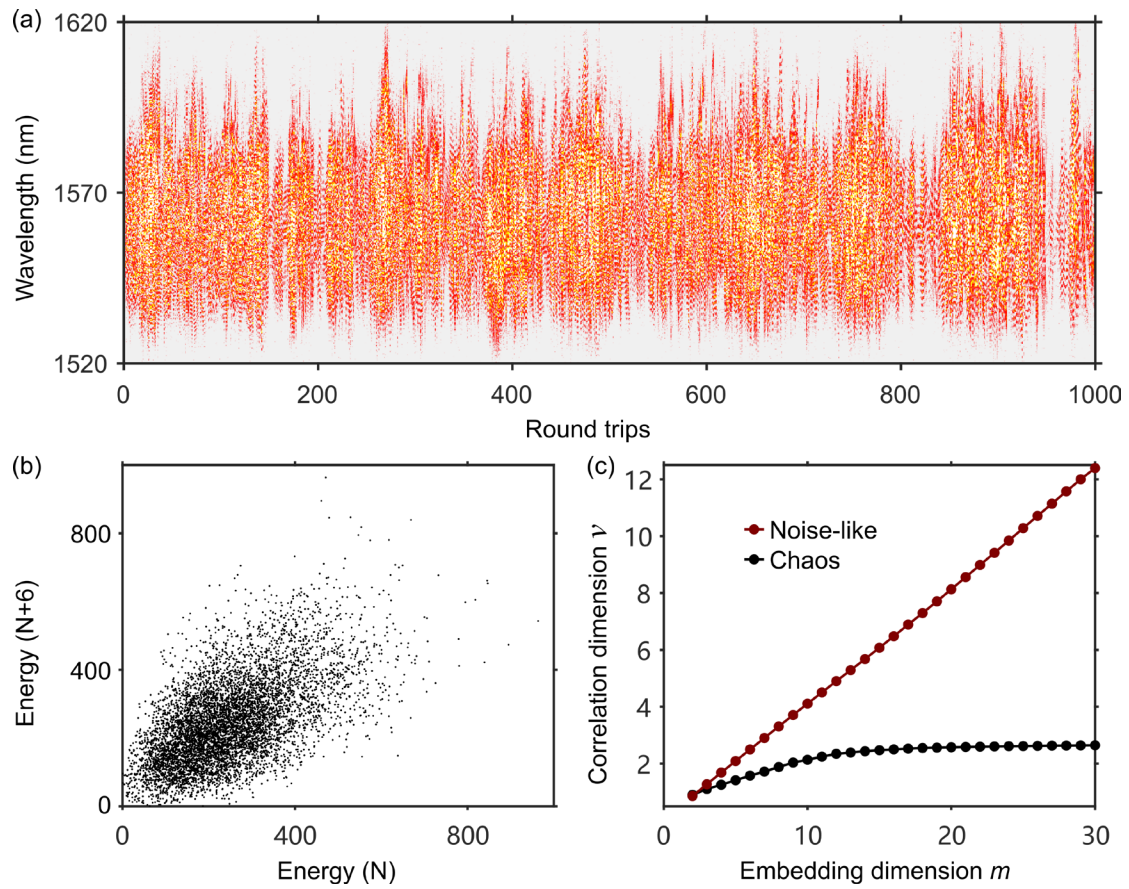 (a)
1620
1570
1520
Wavelength (nm)
0 200 400 600 800 1000
Round trips
(b)
800
400
0
Energy (N+6)
0 400 800
Energy (N)
(c)
12
10
8
6
4
2
Correlation dimension ν
Noise-like
Chaos
0 10 20 30
Embedding dimension m